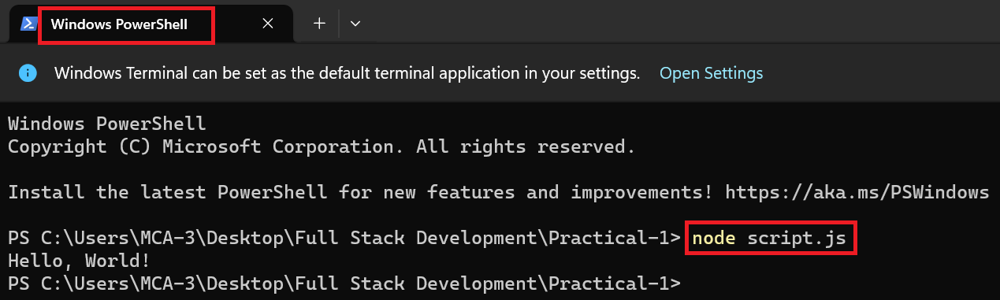 Windows PowerShell
Windows Terminal can be set as the default terminal application in your settings. Open Settings
Windows PowerShell
Copyright (C) Microsoft Corporation. All rights reserved.
Install the latest PowerShell for new features and improvements! https://aka.ms/PSWindows
PS C:\Users\MCA-3\Desktop\Full Stack Development\Practical-1> node script.js
Hello, World!
PS C:\Users\MCA-3\Desktop\Full Stack Development\Practical-1>